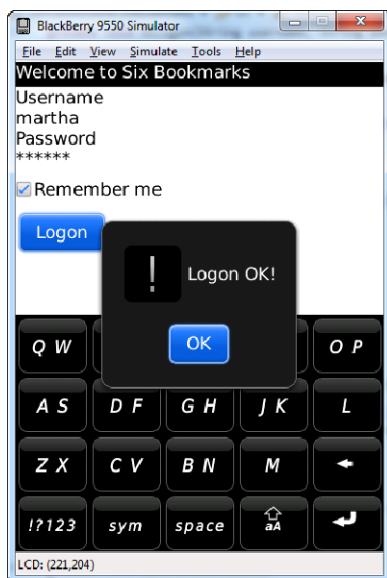 BlackBerry 9550 Simulator
File Edit View Simulate Tools Help
Welcome to Six Bookmarks
Username
martha
Password
******
Remember me
Logon
! Logon OK!
OK
Q W
O P
A S D F G H J K L
Z X C V B N M
!?123 sym space aA
LCD: (221,204)